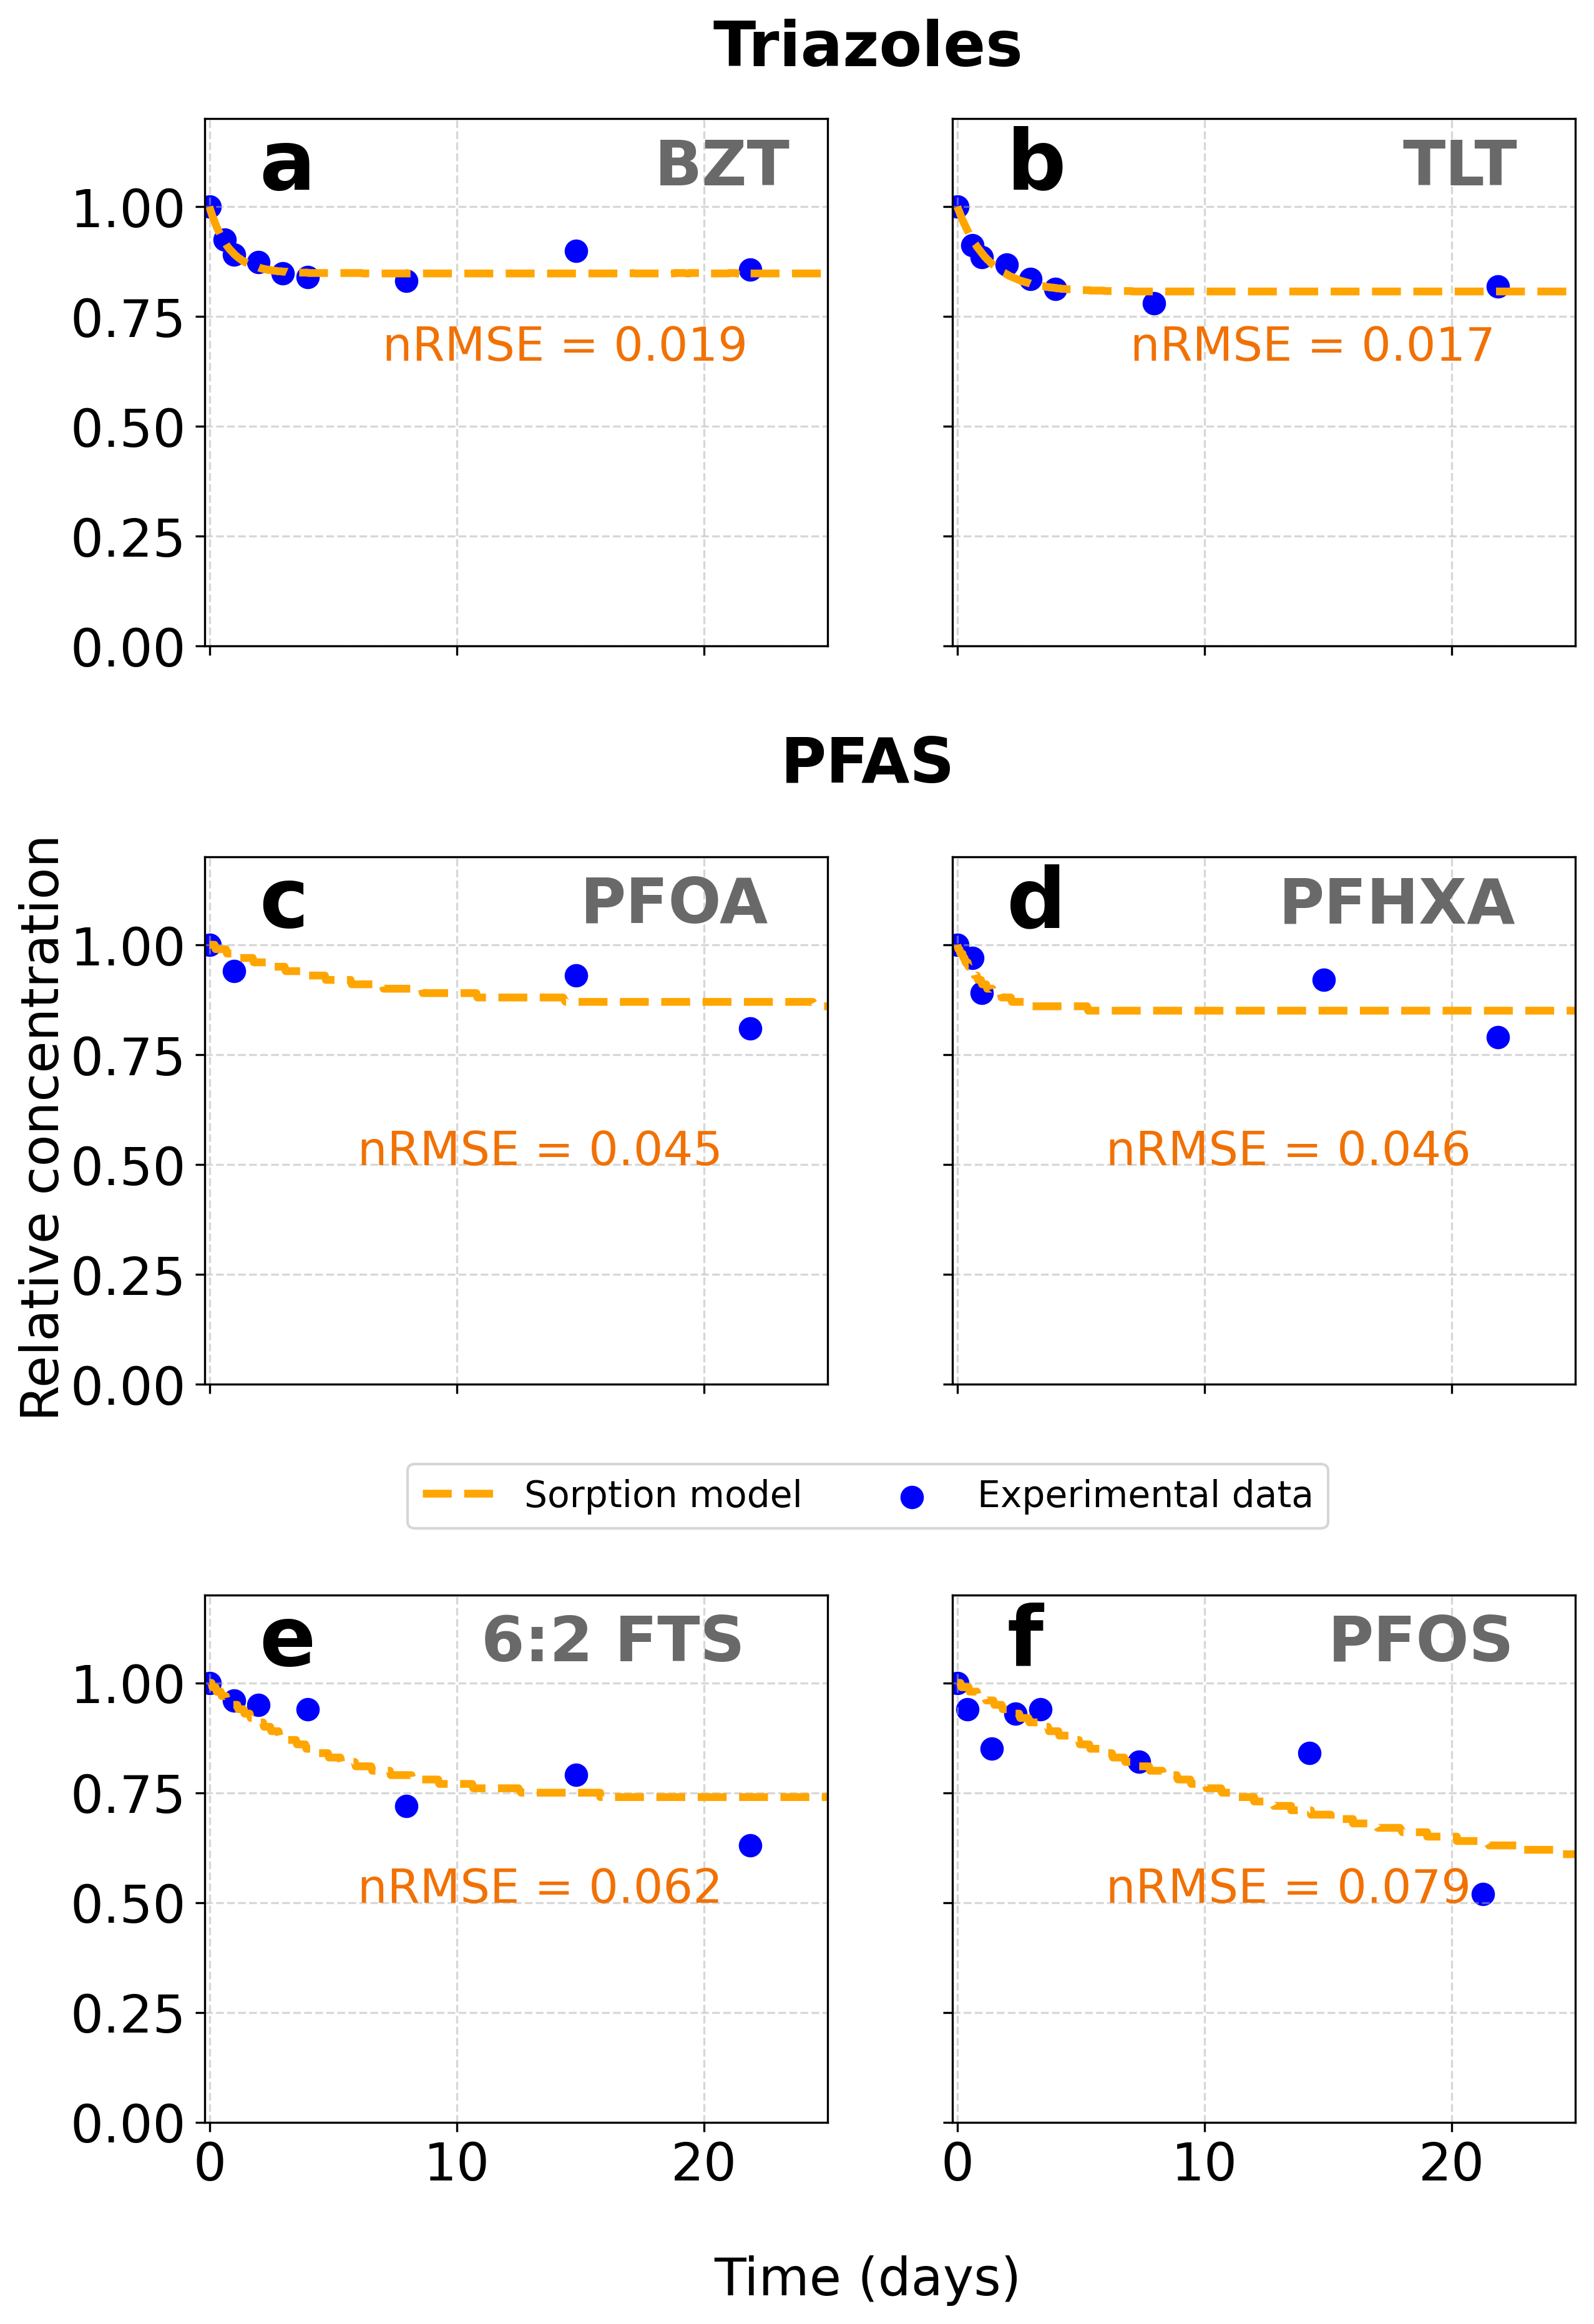 Triazoles
a
BZT
1.00
0.75
0.50
0.25
0.00
nRMSE = 0.019
b
TLT
nRMSE = 0.017
PFAS
Relative concentration
c
PFOA
1.00
0.75
0.50
0.25
0.00
nRMSE = 0.045
d
PFHXA
nRMSE = 0.046
Sorption model
Experimental data
e
6:2 FTS
1.00
0.75
0.50
0.25
0.00
nRMSE = 0.062
0 10 20
f
PFOS
nRMSE = 0.079
0 10 20
Time (days)